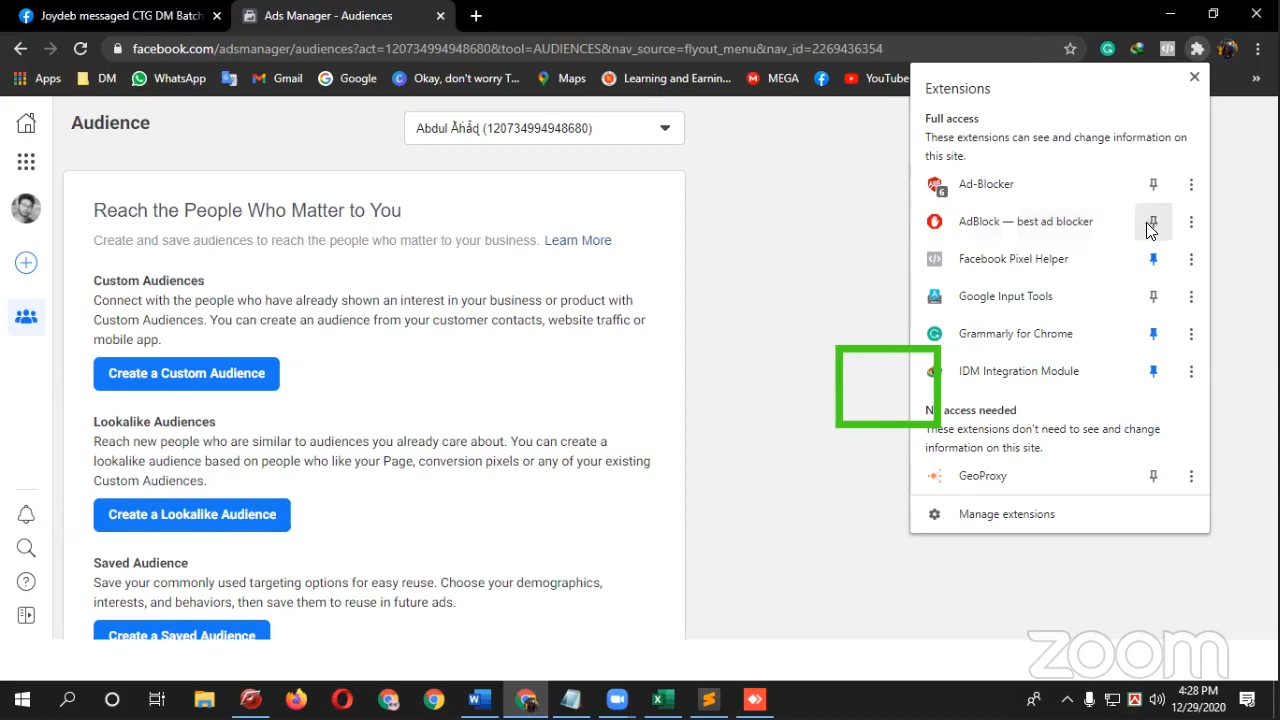 Joydeb messaged CTG DM Batch
Ads Manager - Audiences
facebook.com/adsmanager/audiences?act=120734994948680&tool=AUDIENCES&nav_source=flyout_menu&nav_id=2269436354
Apps
DM
WhatsApp
Gmail
Google
Okay, don't worry T...
Maps
Learning and Earnin...
MEGA
YouTube
»
Audience
Abdul Åhåɖ (120734994948680)
Reach the People Who Matter to You
Create and save audiences to reach the people who matter to your business. Learn More
Custom Audiences
Connect with the people who have already shown an interest in your business or product with
Custom Audiences. You can create an audience from your customer contacts, website traffic or
mobile app.
Create a Custom Audience
Lookalike Audiences
Reach new people who are similar to audiences you already care about. You can create a
lookalike audience based on people who like your Page, conversion pixels or any of your existing
Custom Audiences.
Create a Lookalike Audience
Saved Audience
Save your commonly used targeting options for easy reuse. Choose your demographics,
interests, and behaviors, then save them to reuse in future ads.
Create a Saved Audience
Extensions
Full access
These extensions can see and change information on
this site.
Ad-Blocker
6
AdBlock — best ad blocker
Facebook Pixel Helper
Google Input Tools
Grammarly for Chrome
IDM Integration Module
No access needed
These extensions don't need to see and change
information on this site.
GeoProxy
Manage extensions
zoom
4:28 PM
12/29/2020